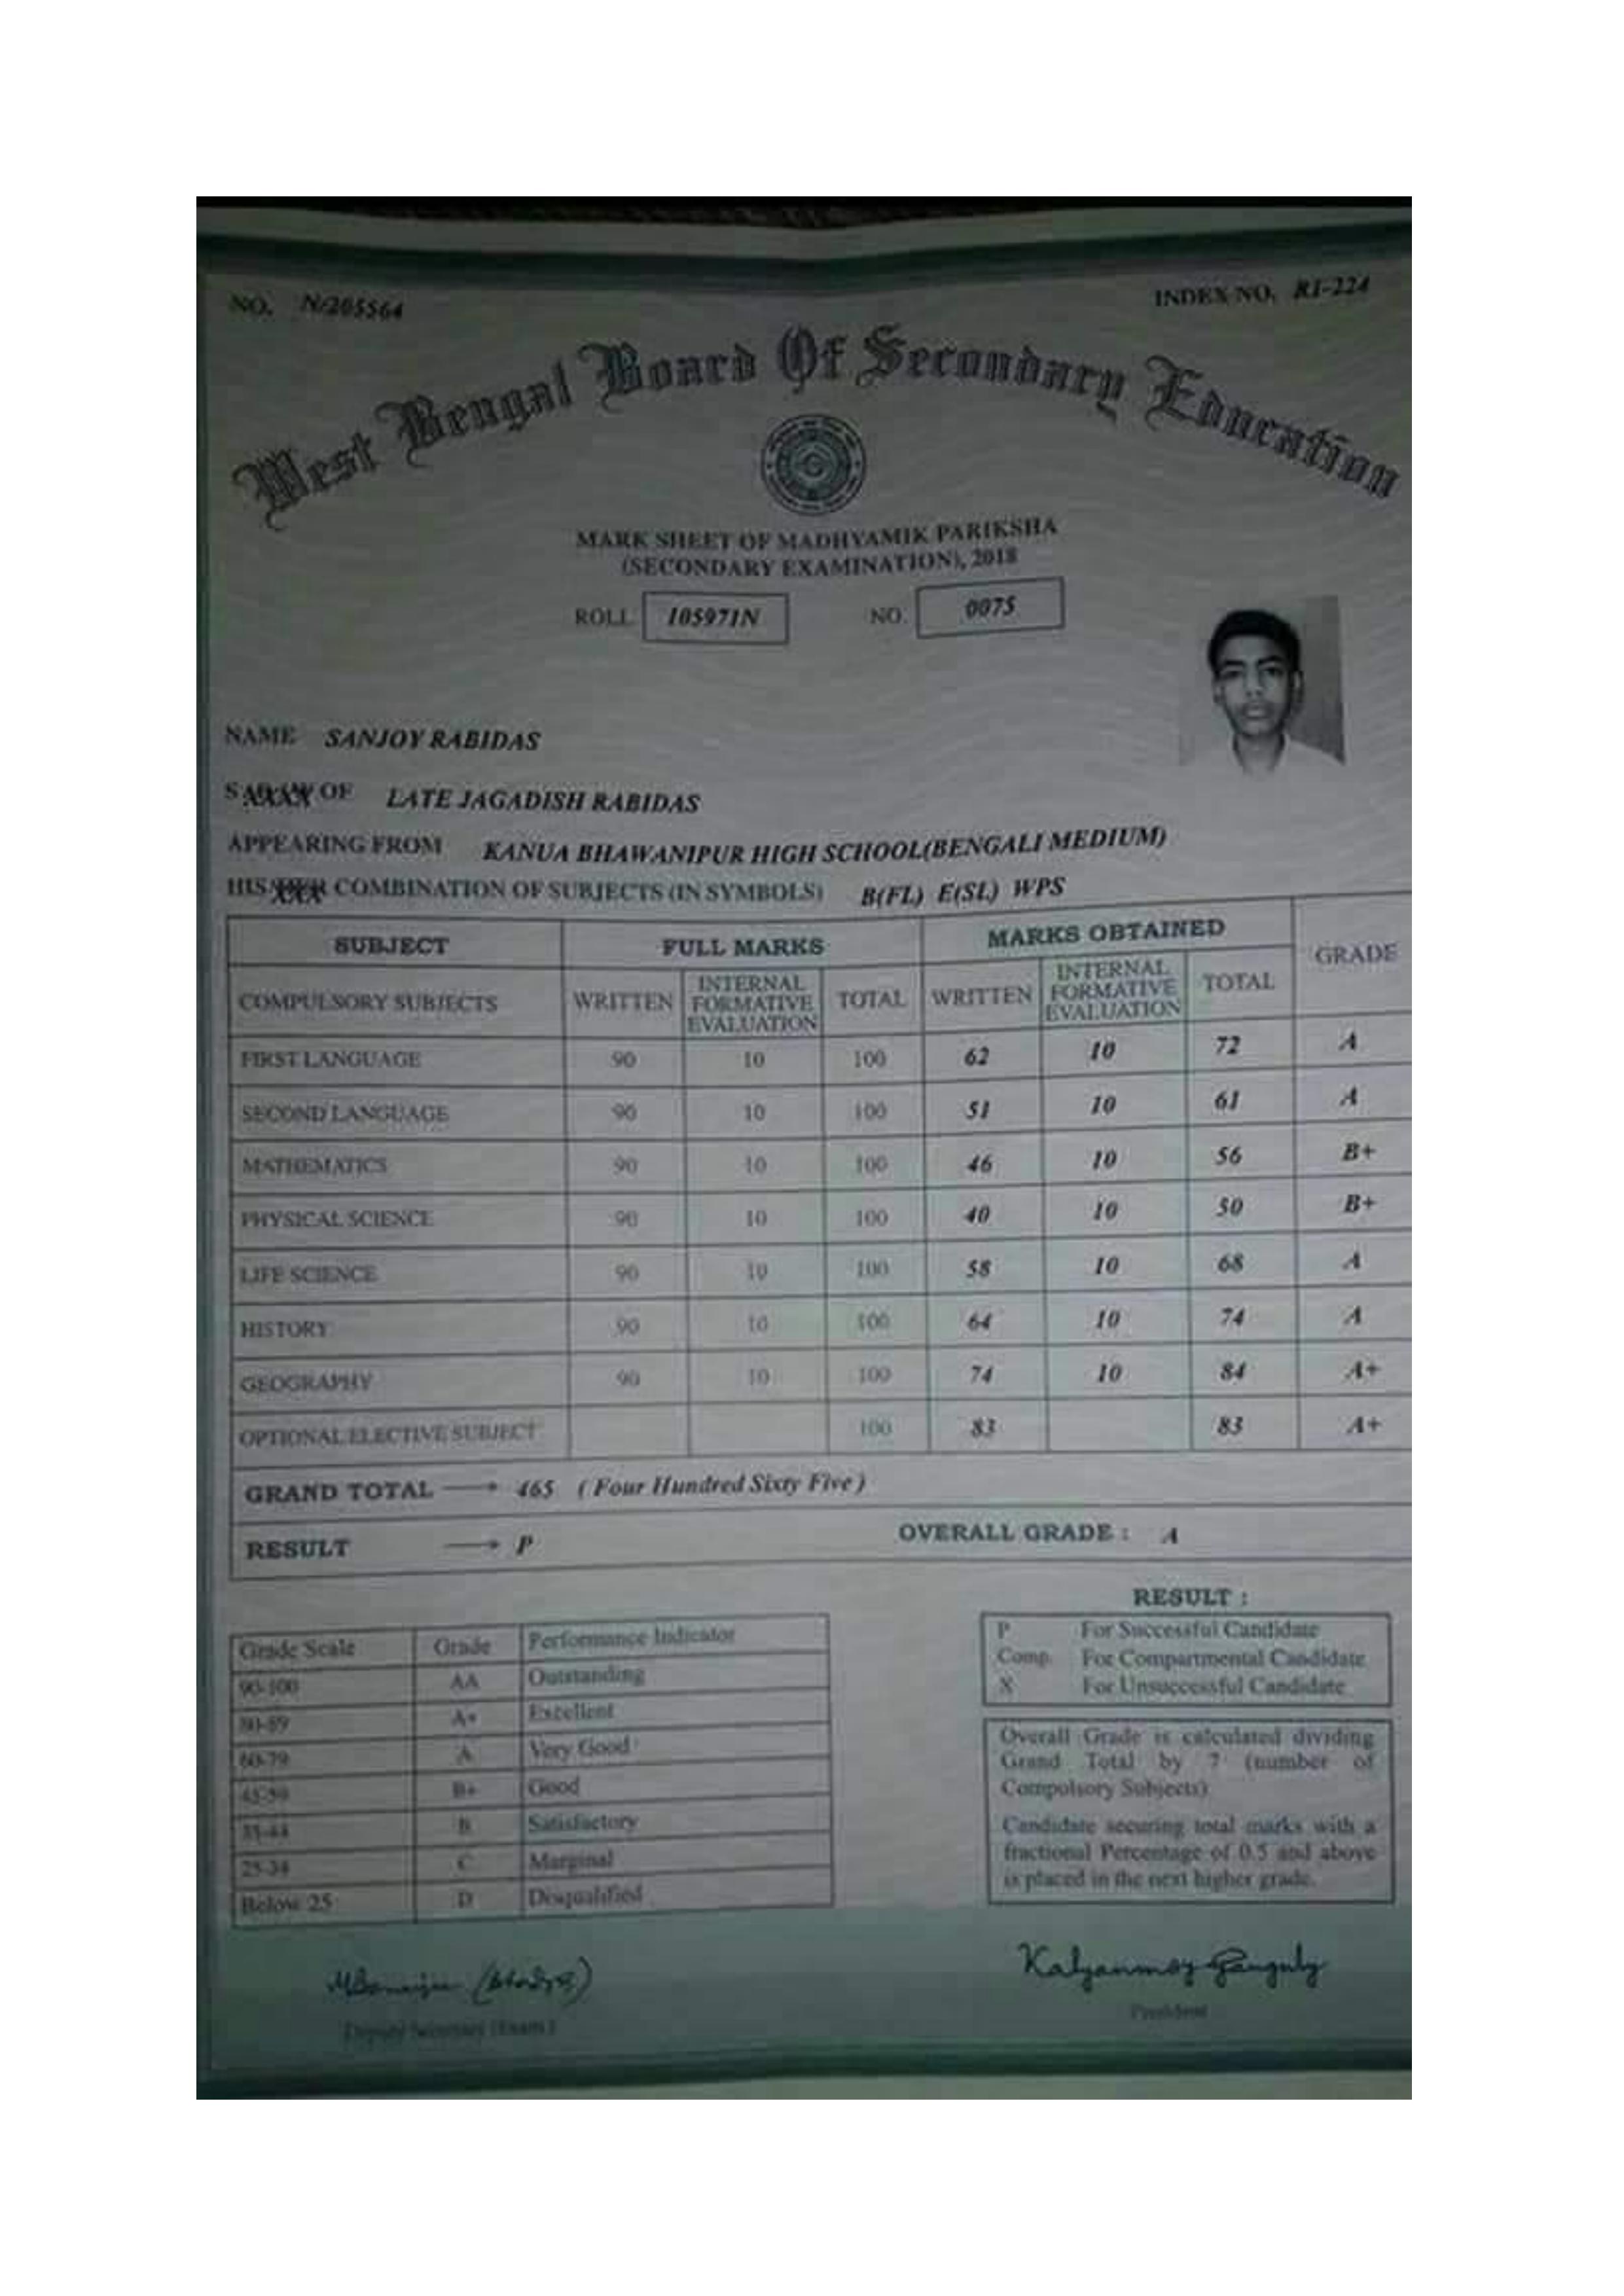 NO. N/205564
INDEX NO. R1-224
West Bengal Board Of Secondary Education
MARK SHEET OF MADHYAMIK PARIKSHA
(SECONDARY EXAMINATION), 2018
ROLL 105971N NO. 0075
NAME SANJOY RABIDAS
OF LATE JAGADISH RABIDAS
APPEARING FROM KANUA BHAWANIPUR HIGH SCHOOL(BENGALI MEDIUM)
HIS COMBINATION OF SUBJECTS (IN SYMBOLS) B(FL) E(SL) WPS
SUBJECT FULL MARKS MARKS OBTAINED GRADE
COMPULSORY SUBJECTS WRITTEN INTERNAL FORMATIVE EVALUATION TOTAL WRITTEN INTERNAL FORMATIVE EVALUATION TOTAL
FIRST LANGUAGE 90 10 100 62 10 72 A
SECOND LANGUAGE 90 10 100 51 10 61 A
MATHEMATICS 90 10 100 46 10 56 B+
PHYSICAL SCIENCE 90 10 100 40 10 50 B+
LIFE SCIENCE 90 10 100 58 10 68 A
HISTORY 90 10 100 64 10 74 A
GEOGRAPHY 90 10 100 74 10 84 A+
OPTIONAL ELECTIVE SUBJECT 100 83 83 A+
GRAND TOTAL → 465 ( Four Hundred Sixty Five )
RESULT → P OVERALL GRADE : A
Grade Scale Grade Performance Indicator
90-100 AA Outstanding
80-89 A+ Excellent
60-79 A Very Good
45-59 B+ Good
35-44 B Satisfactory
25-34 C Marginal
Below 25 D Disqualified
RESULT :
P For Successful Candidate
Comp. For Compartmental Candidate
X For Unsuccessful Candidate
Overall Grade is calculated dividing
Grand Total by 7 (number of
Compulsory Subjects)
Candidate securing total marks with a
fractional Percentage of 0.5 and above
is placed in the next higher grade.
Kalyanmoy Ganguly
Deputy Secretary (Exam.)
President